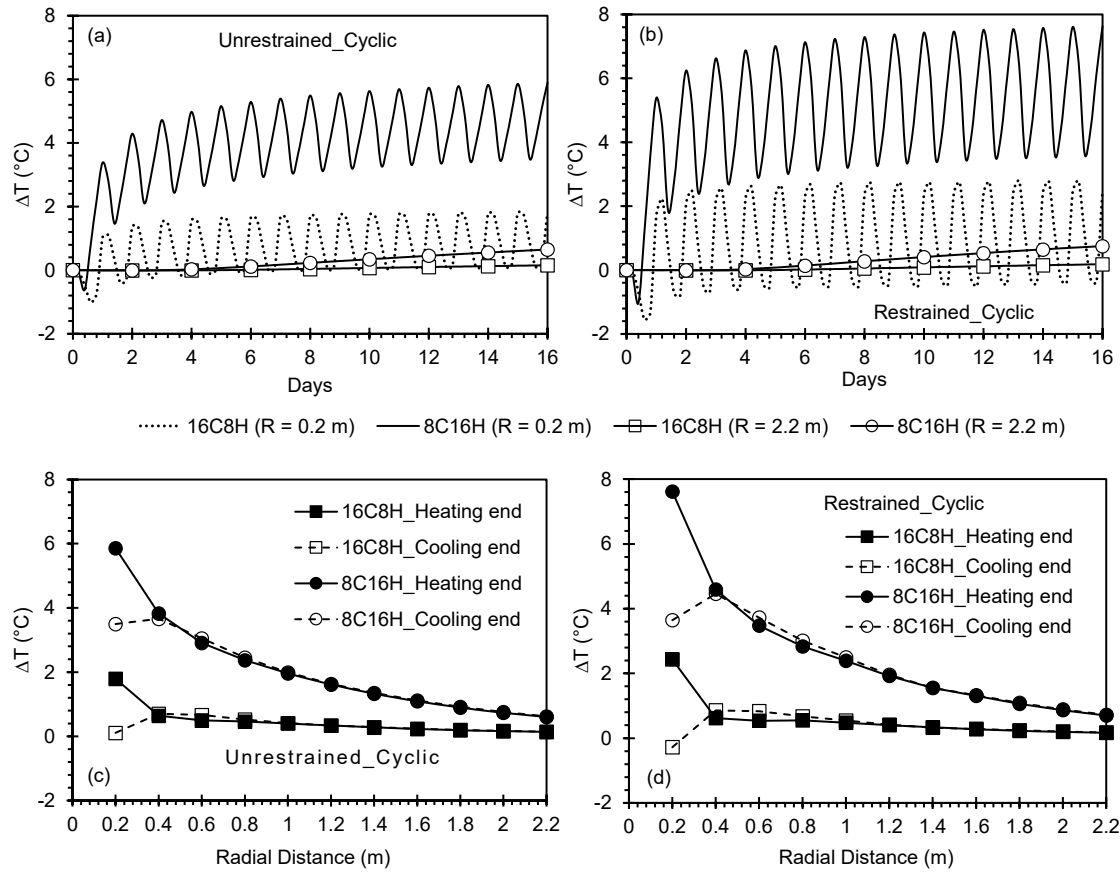 (a)
Unrestrained_Cyclic
8
6
4
2
0
-2
ΔT (°C)
0 2 4 6 8 10 12 14 16
Days
(b)
8
6
4
2
0
-2
ΔT (°C)
Restrained_Cyclic
0 2 4 6 8 10 12 14 16
Days
16C8H (R = 0.2 m) 8C16H (R = 0.2 m) 16C8H (R = 2.2 m) 8C16H (R = 2.2 m)
8
6
4
2
0
-2
ΔT (°C)
16C8H_Heating end
16C8H_Cooling end
8C16H_Heating end
8C16H_Cooling end
Unrestrained_Cyclic
(c)
0 0.2 0.4 0.6 0.8 1 1.2 1.4 1.6 1.8 2 2.2
Radial Distance (m)
8
6
4
2
0
-2
ΔT (°C)
Restrained_Cyclic
16C8H_Heating end
16C8H_Cooling end
8C16H_Heating end
8C16H_Cooling end
(d)
0 0.2 0.4 0.6 0.8 1 1.2 1.4 1.6 1.8 2 2.2
Radial Distance (m)